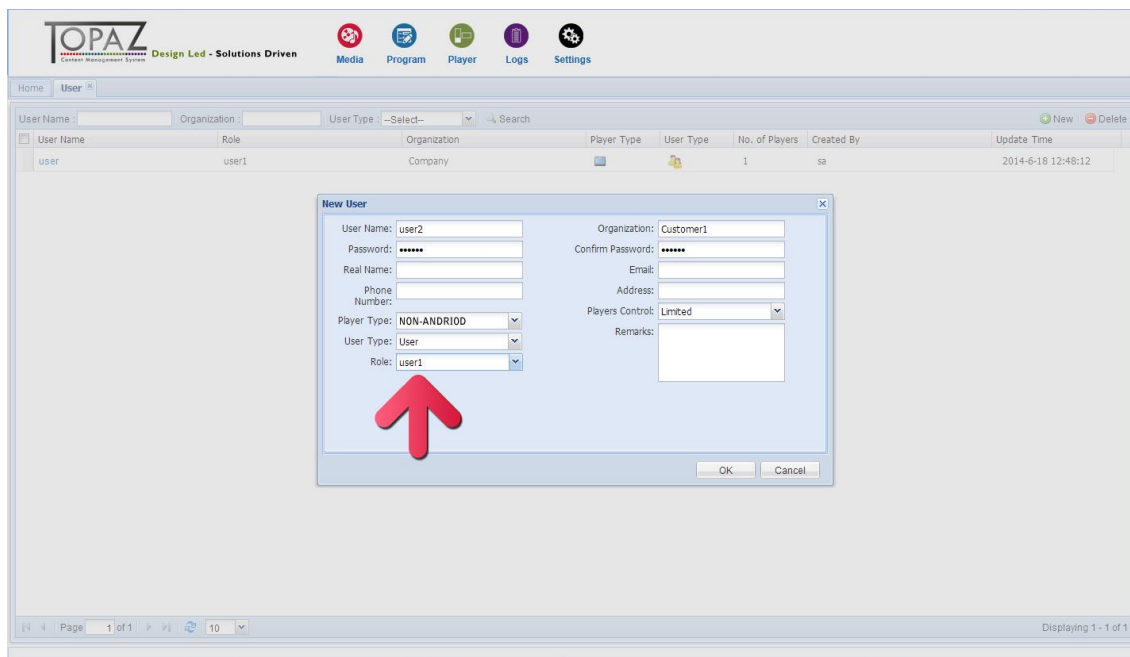 TOPAZ
Content Management System
Design Led - Solutions Driven
Media Program Player Logs Settings
Home User
User Name : Organization : User Type : --Select-- Search New Delete
User Name Role Organization Player Type User Type No. of Players Created By Update Time
user user1 Company 1 sa 2014-6-18 12:48:12
New User
User Name: user2 Organization: Customer1
Password: •••••• Confirm Password: ••••••
Real Name: Email:
Phone Number: Address:
Player Type: NON-ANDRIOD Players Control: Limited
User Type: User Remarks:
Role: user1
OK Cancel
Page 1 of 1 10 Displaying 1 - 1 of 1